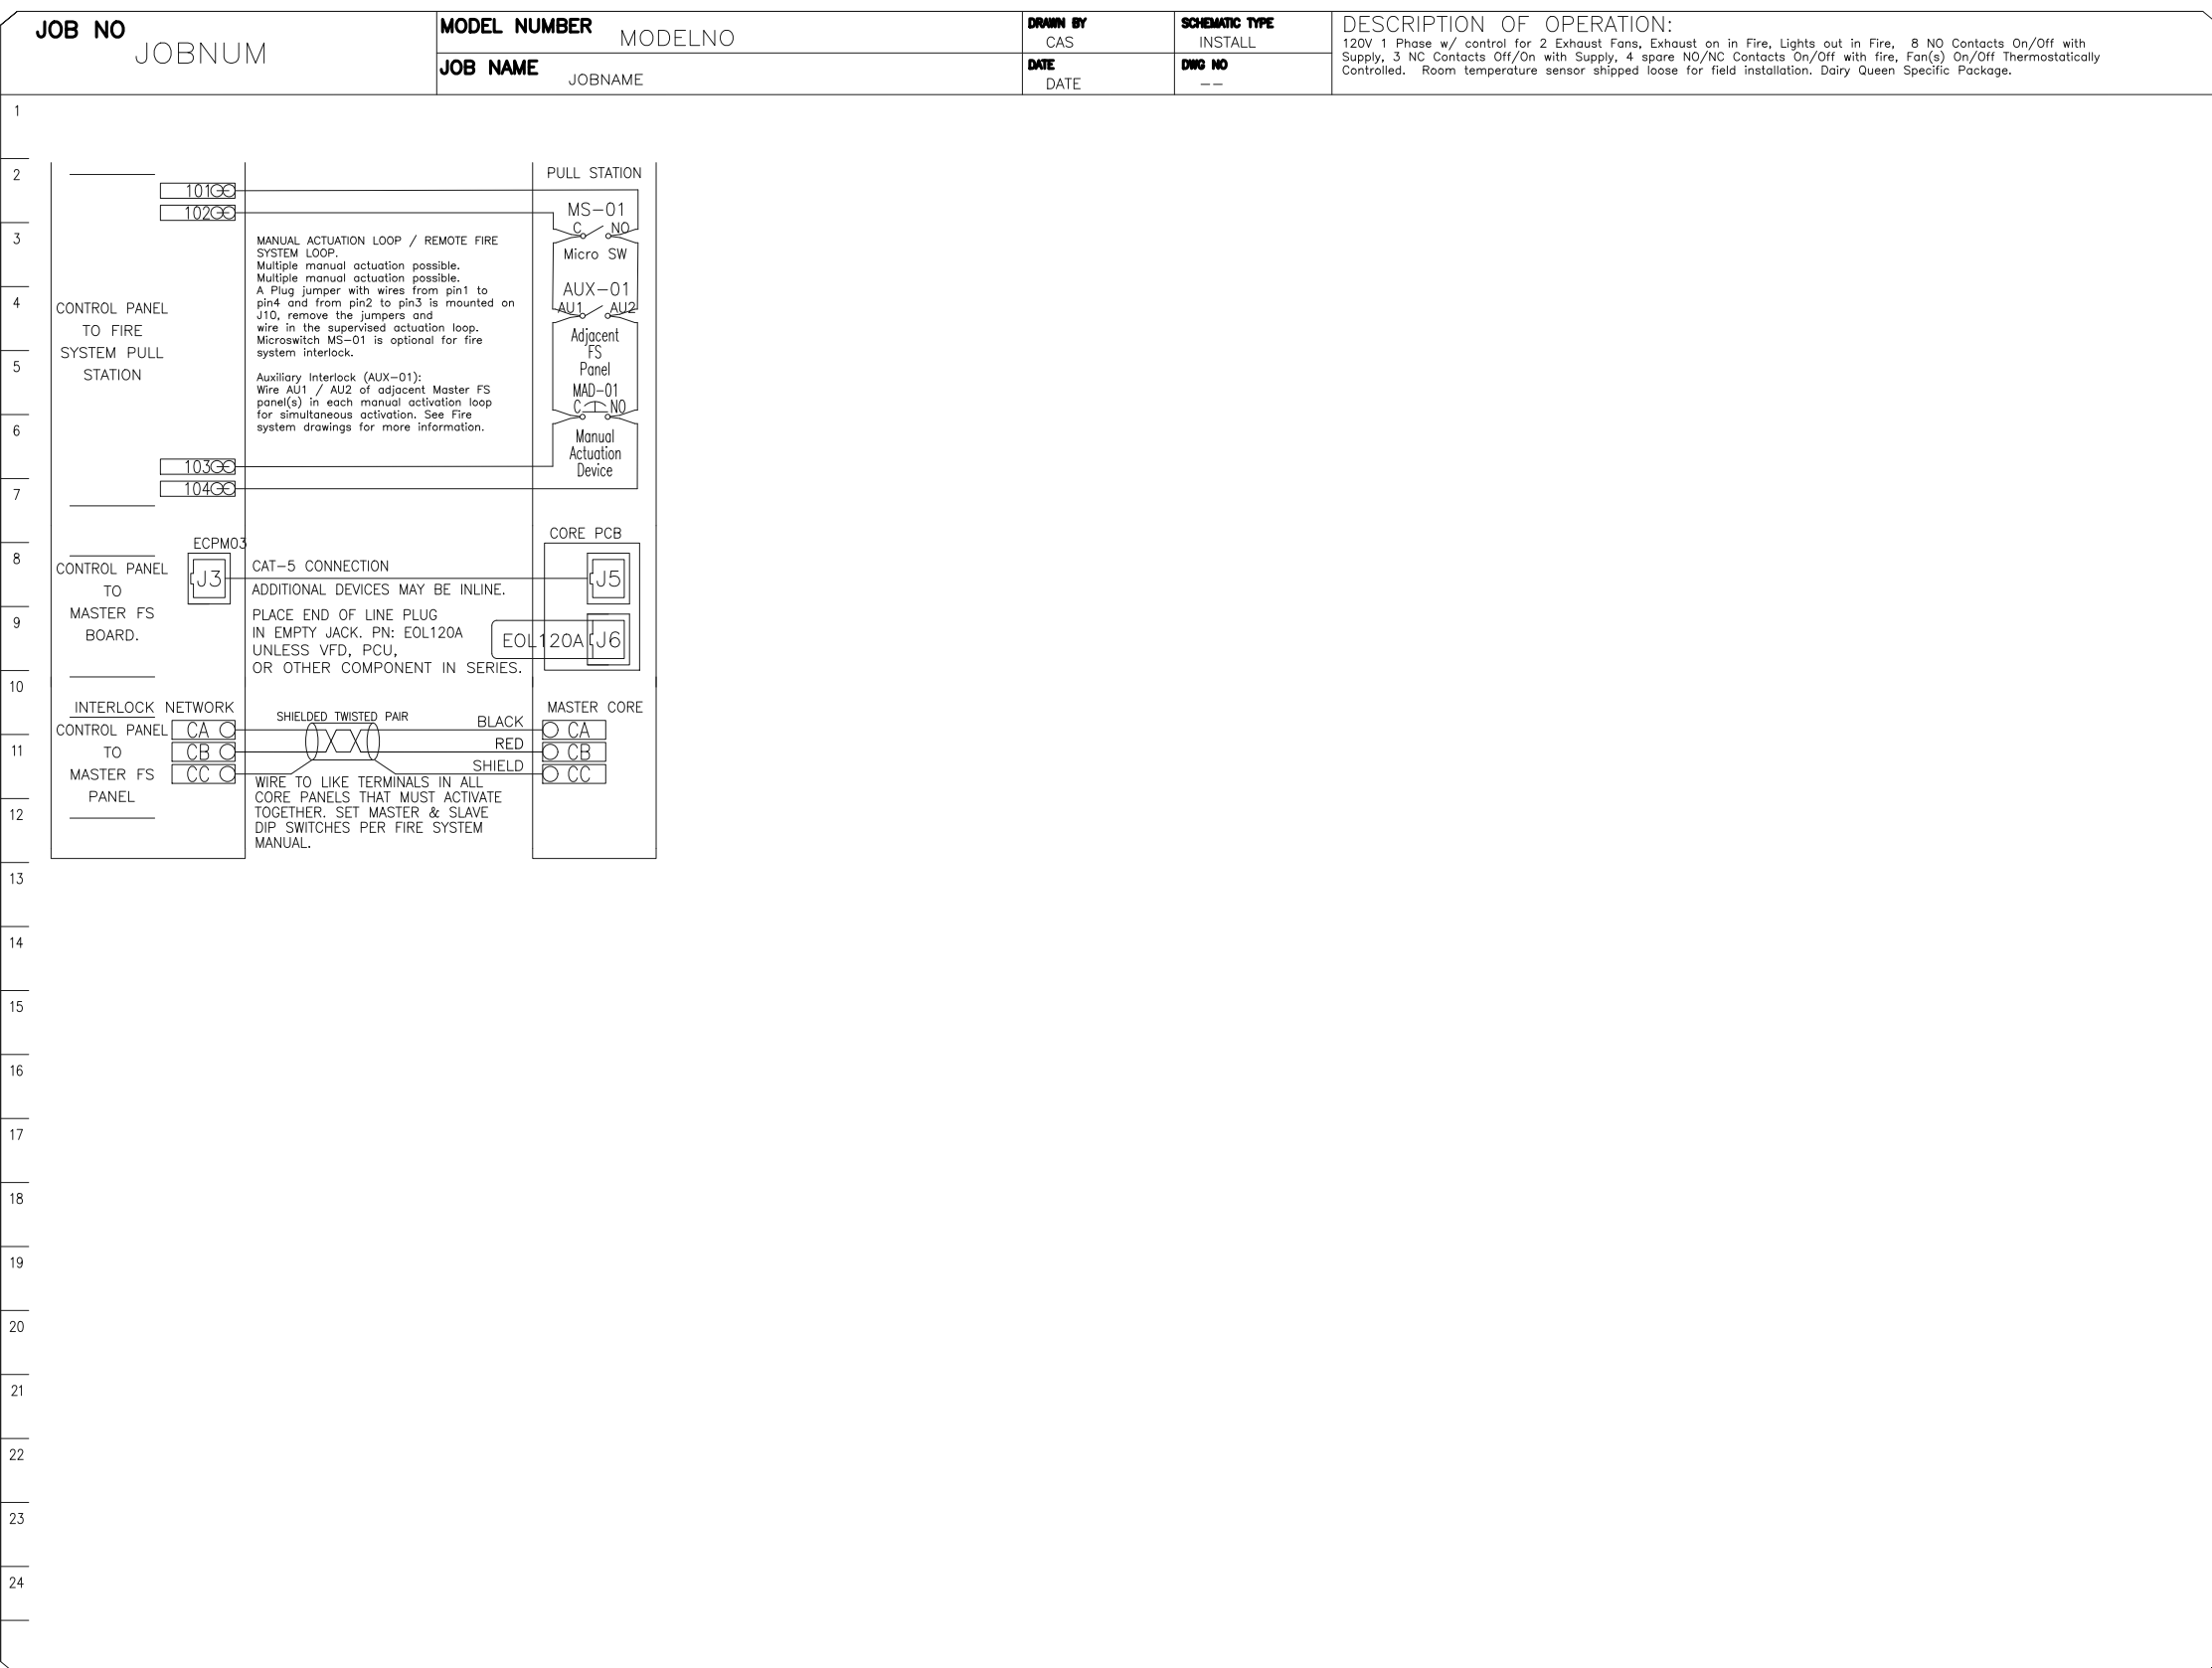 JOB NO
JOBNUM
MODEL NUMBER
MODELNO
JOB NAME
JOBNAME
DRAWN BY
CAS
DATE
DATE
SCHEMATIC TYPE
INSTALL
DWG NO
--
DESCRIPTION OF OPERATION:
120V 1 Phase w/ control for 2 Exhaust Fans, Exhaust on in Fire, Lights out in Fire, 8 NO Contacts On/Off with
Supply, 3 NC Contacts Off/On with Supply, 4 spare NO/NC Contacts On/Off with fire, Fan(s) On/Off Thermostatically
Controlled. Room temperature sensor shipped loose for field installation. Dairy Queen Specific Package.
1
2
3
4
5
6
7
8
9
10
11
12
13
14
15
16
17
18
19
20
21
22
23
24
CONTROL PANEL
TO FIRE
SYSTEM PULL
STATION
101
102
103
104
MANUAL ACTUATION LOOP / REMOTE FIRE
SYSTEM LOOP.
Multiple manual actuation possible.
Multiple manual actuation possible.
A Plug jumper with wires from pin1 to
pin4 and from pin2 to pin3 is mounted on
J10, remove the jumpers and
wire in the supervised actuation loop.
Microswitch MS-01 is optional for fire
system interlock.
Auxiliary Interlock (AUX-01):
Wire AU1 / AU2 of adjacent Master FS
panel(s) in each manual activation loop
for simultaneous activation. See Fire
system drawings for more information.
PULL STATION
MS-01
C NO
Micro SW
AUX-01
AU1 AU2
Adjacent
FS
Panel
MAD-01
C NO
Manual
Actuation
Device
CONTROL PANEL
TO
MASTER FS
BOARD.
ECPM03
J3
CAT-5 CONNECTION
ADDITIONAL DEVICES MAY BE INLINE.
PLACE END OF LINE PLUG
IN EMPTY JACK. PN: EOL120A
UNLESS VFD, PCU,
OR OTHER COMPONENT IN SERIES.
CORE PCB
J5
EOL120A J6
INTERLOCK NETWORK
CONTROL PANEL
TO
MASTER FS
PANEL
CA
CB
CC
SHIELDED TWISTED PAIR
BLACK
RED
SHIELD
MASTER CORE
CA
CB
CC
WIRE TO LIKE TERMINALS IN ALL
CORE PANELS THAT MUST ACTIVATE
TOGETHER. SET MASTER & SLAVE
DIP SWITCHES PER FIRE SYSTEM
MANUAL.